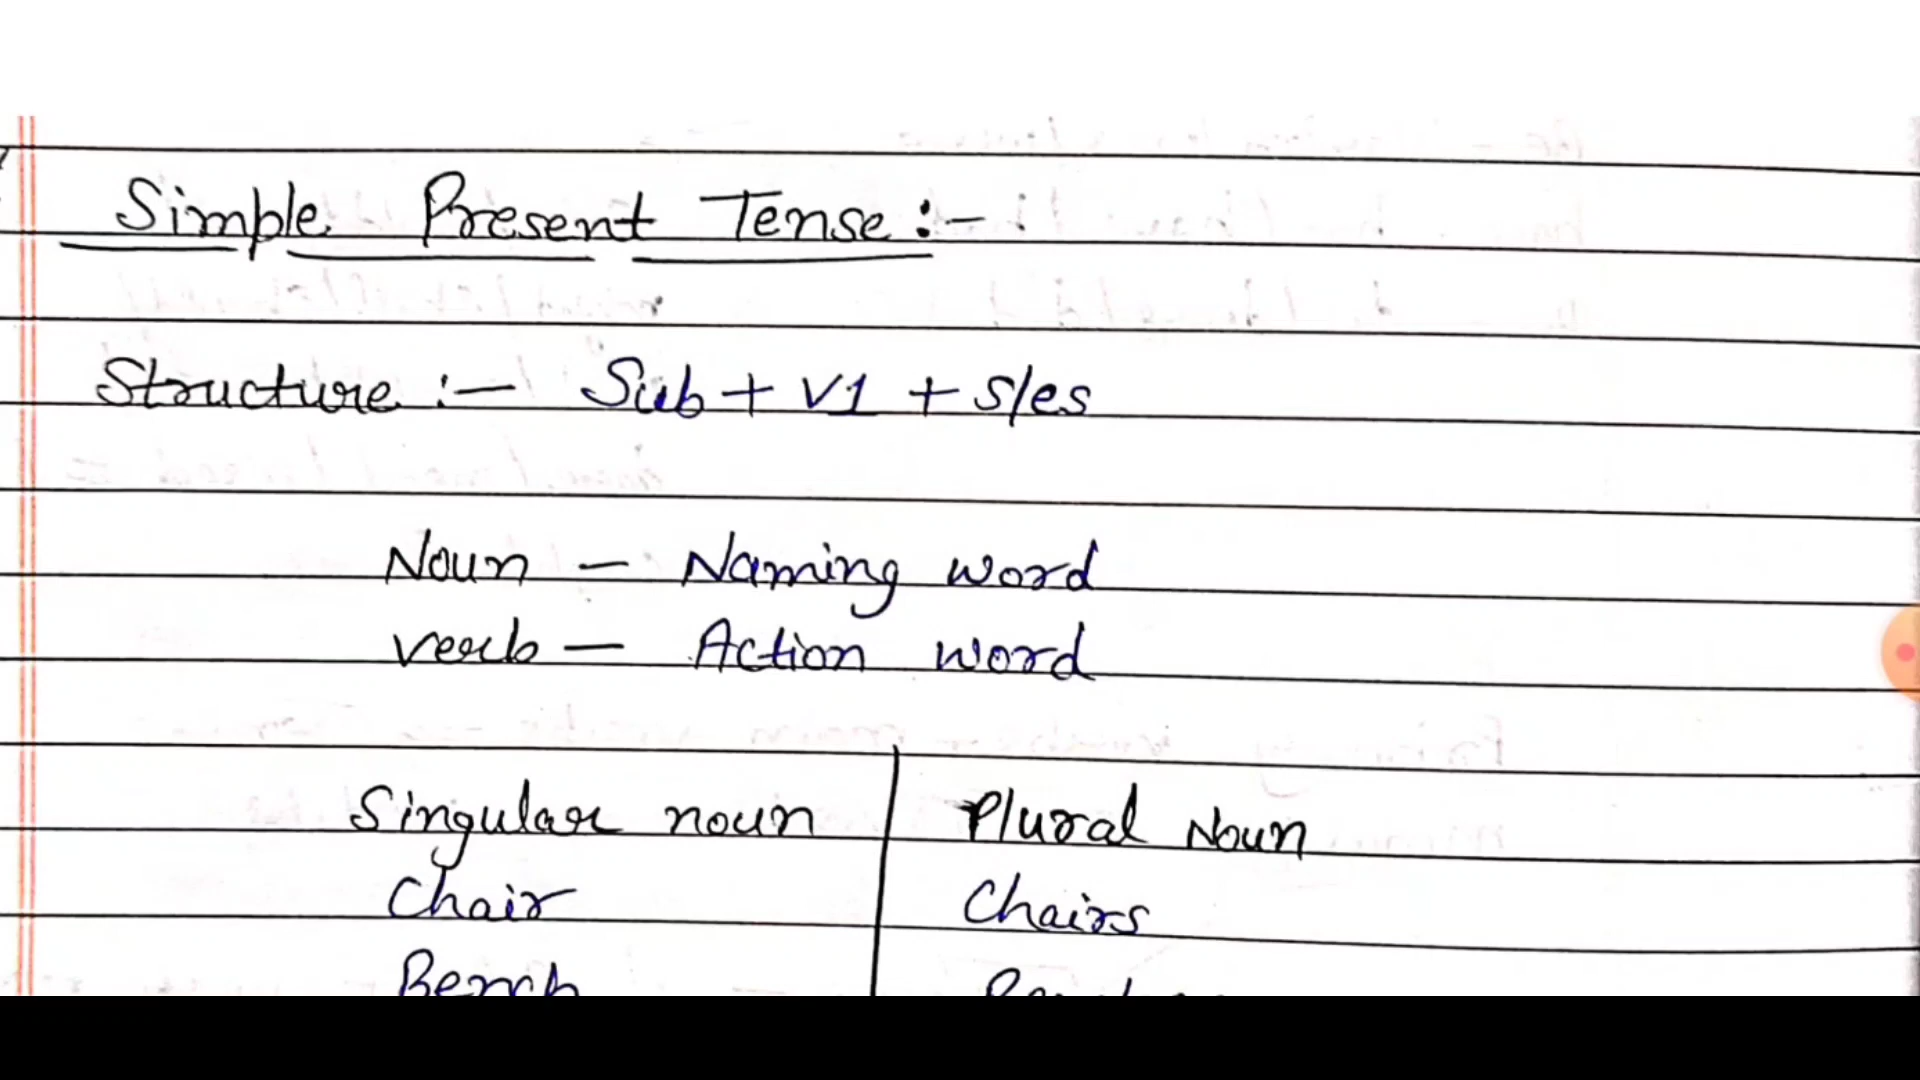 Simple Present Tense :-
Structure :- Sub + V1 + s/es
Noun - Naming word
verb - Action word
Singular noun Plural Noun
Chair Chairs
Bench